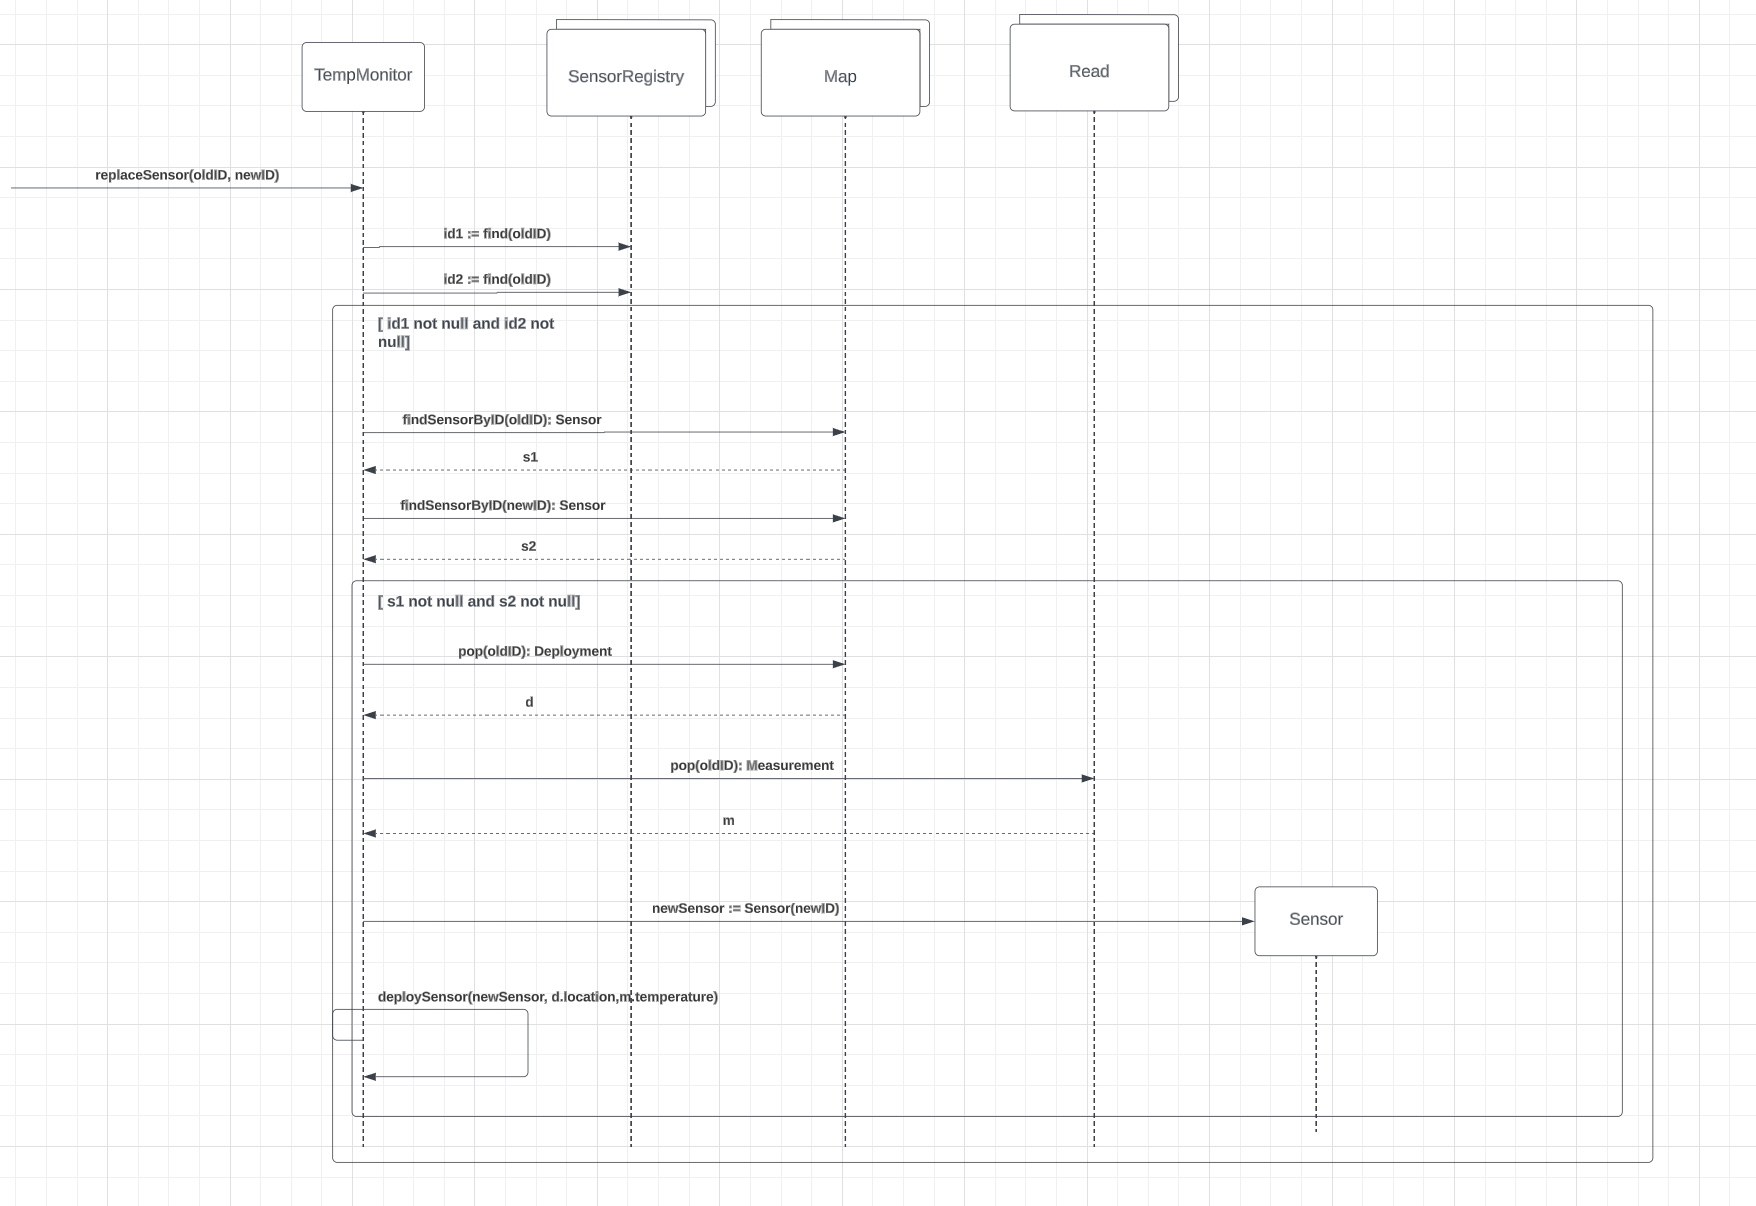 TempMonitor
SensorRegistry
Map
Read
replaceSensor(oldID, newID)
id1 := find(oldID)
id2 := find(oldID)
[ id1 not null and id2 not
null]
findSensorByID(oldID): Sensor
s1
findSensorByID(newID): Sensor
s2
[ s1 not null and s2 not null]
pop(oldID): Deployment
d
pop(oldID): Measurement
m
newSensor := Sensor(newID)
Sensor
deploySensor(newSensor, d.location,m.temperature)